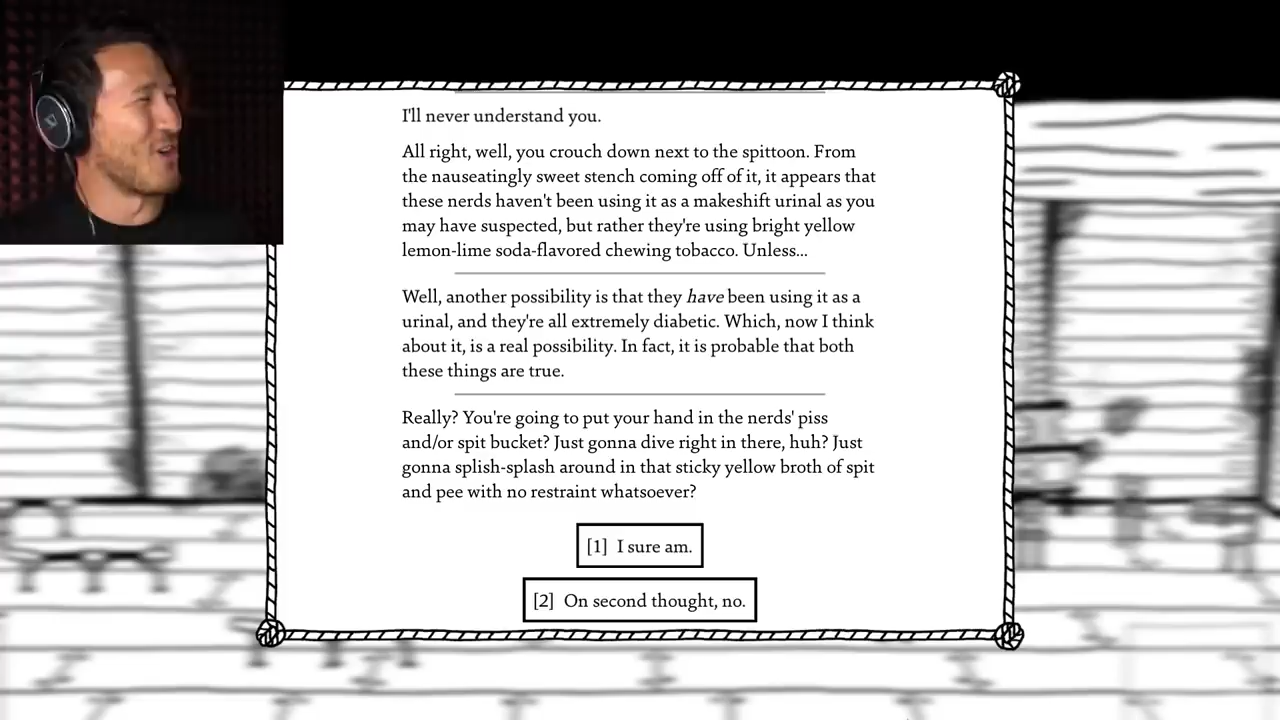 I'll never understand you.
All right, well, you crouch down next to the spittoon. From
the nauseatingly sweet stench coming off of it, it appears that
these nerds haven't been using it as a makeshift urinal as you
may have suspected, but rather they're using bright yellow
lemon-lime soda-flavored chewing tobacco. Unless...
Well, another possibility is that they have been using it as a
urinal, and they're all extremely diabetic. Which, now I think
about it, is a real possibility. In fact, it is probable that both
these things are true.
Really? You're going to put your hand in the nerds' piss
and/or spit bucket? Just gonna dive right in there, huh? Just
gonna splish-splash around in that sticky yellow broth of spit
and pee with no restraint whatsoever?
[1] I sure am.
[2] On second thought, no.